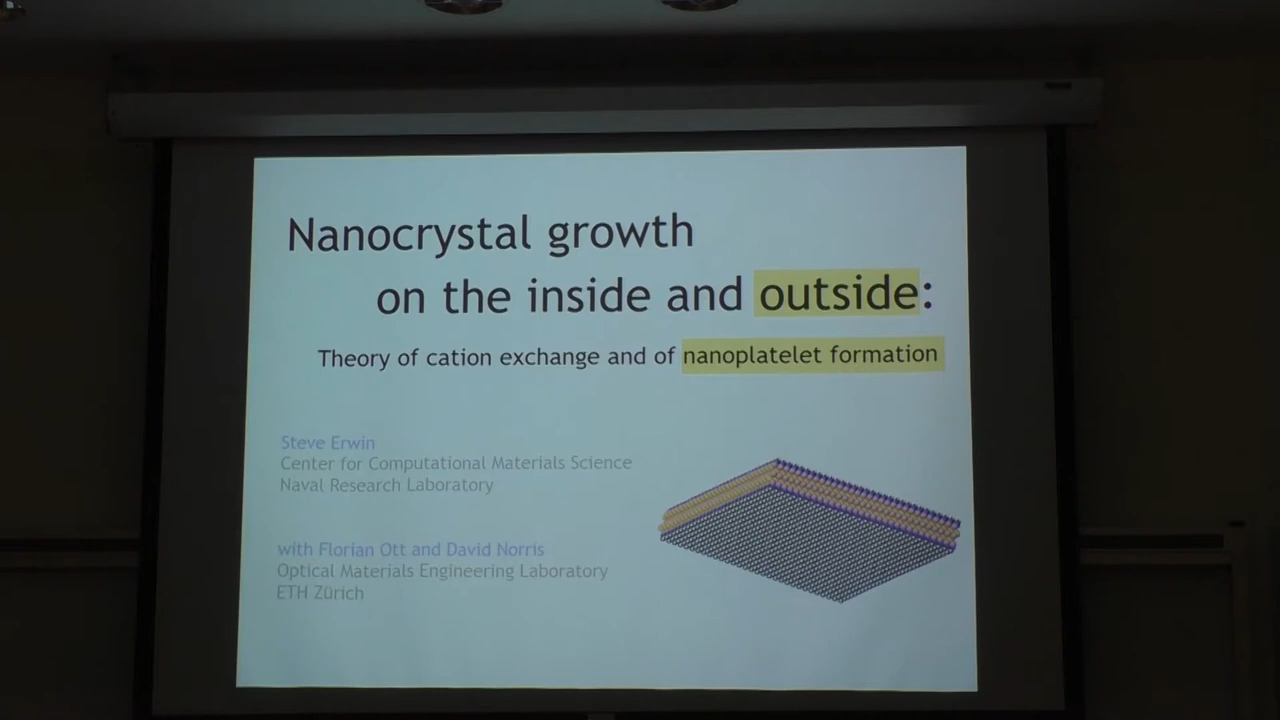 Nanocrystal growth
on the inside and outside:
Theory of cation exchange and of nanoplatelet formation
Steve Erwin
Center for Computational Materials Science
Naval Research Laboratory
with Florian Ott and David Norris
Optical Materials Engineering Laboratory
ETH Zürich